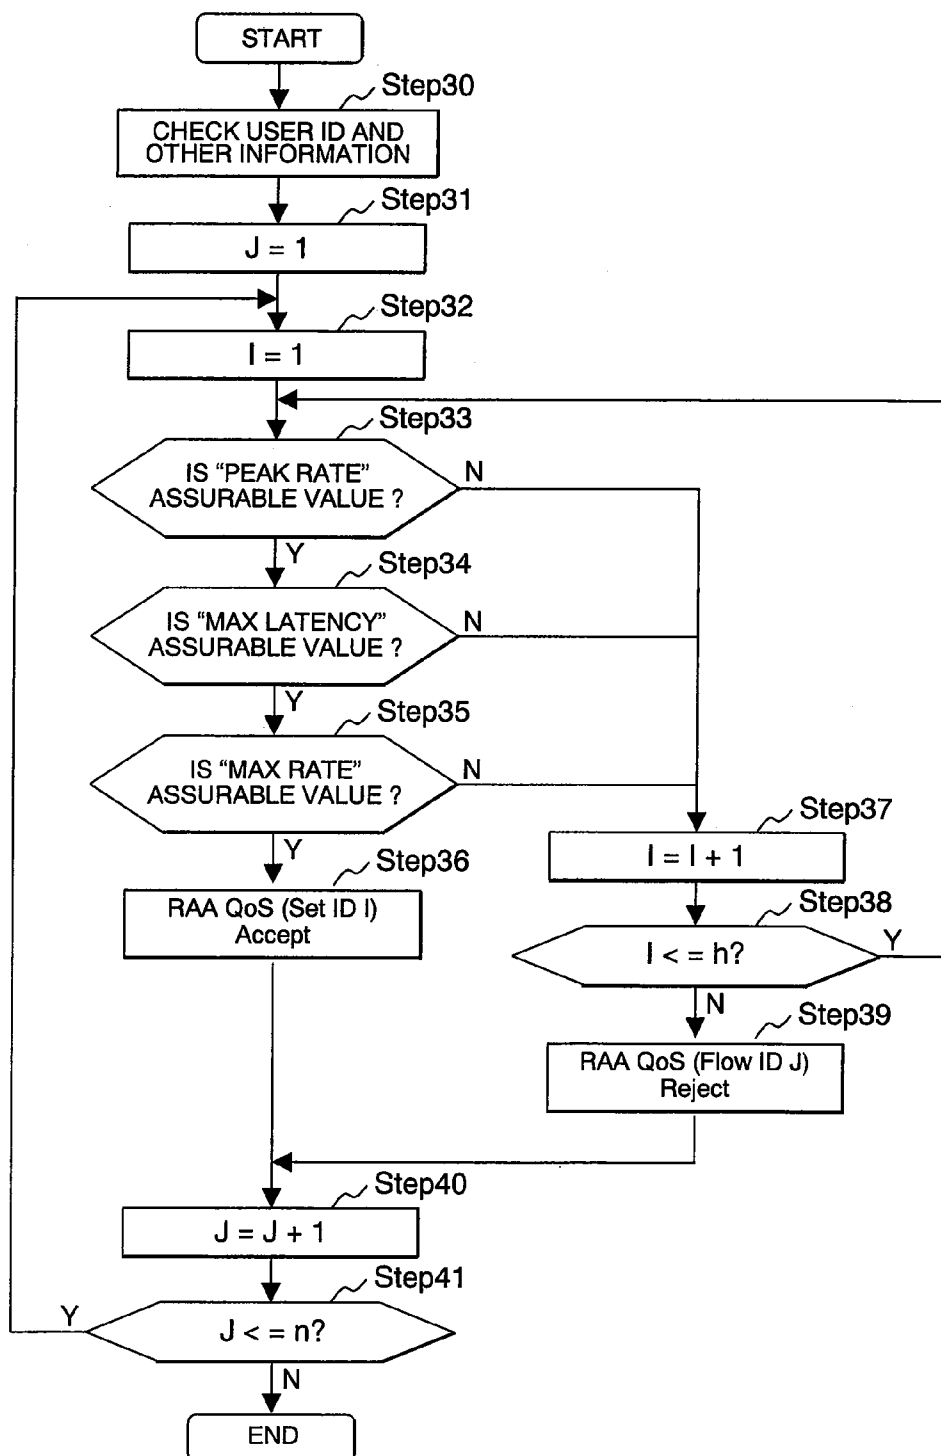 START
Step30
CHECK USER ID AND
OTHER INFORMATION
Step31
J = 1
Step32
I = 1
Step33
IS “PEAK RATE”
ASSURABLE VALUE ?
N
Y
Step34
IS “MAX LATENCY”
ASSURABLE VALUE ?
N
Y
Step35
IS “MAX RATE”
ASSURABLE VALUE ?
N
Y
Step36
RAA QoS (Set ID I)
Accept
Step37
I = I + 1
Step38
I < = h?
Y
N
Step39
RAA QoS (Flow ID J)
Reject
Step40
J = J + 1
Step41
J < = n?
Y
N
END